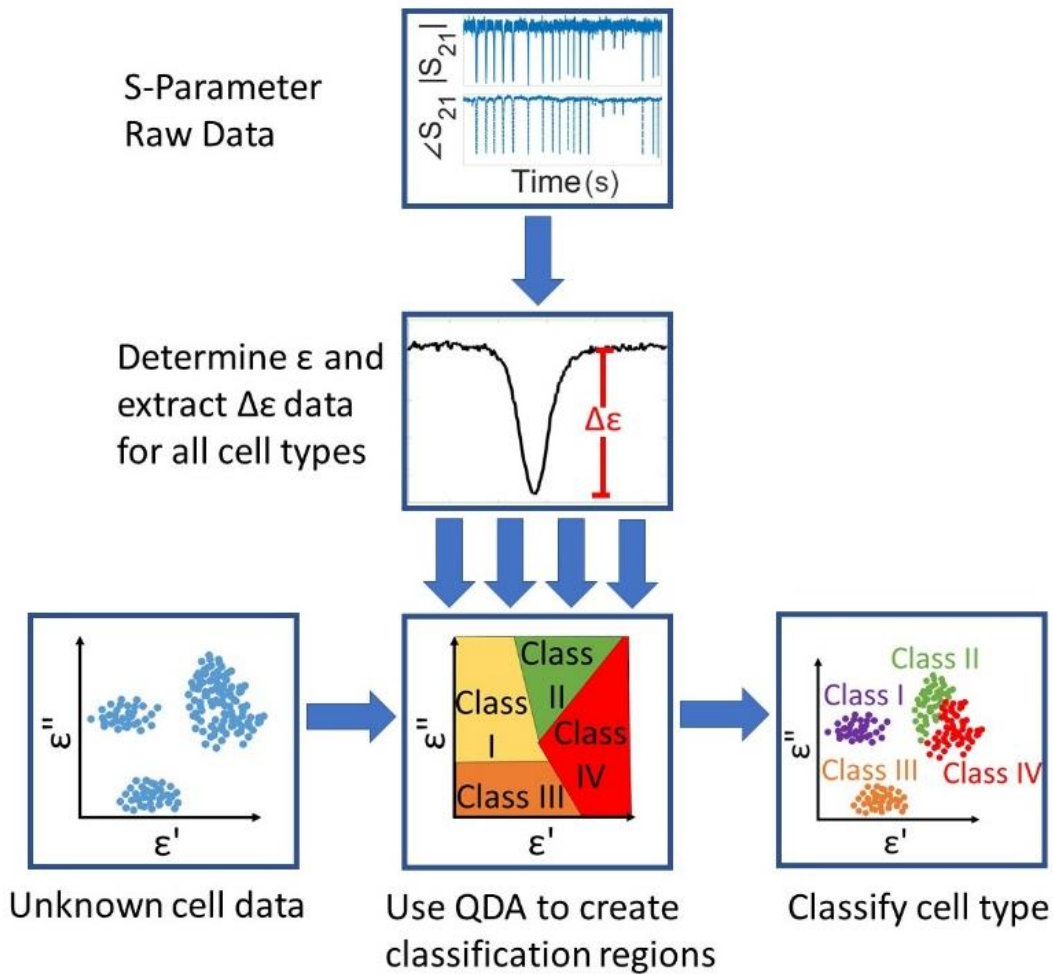 S-Parameter
Raw Data
|S21|
∠S21
Time(s)
Determine ε and
extract Δε data
for all cell types
Δε
ε"
ε'
Unknown cell data
Class
II
Class
I
Class
IV
Class III
ε"
ε'
Use QDA to create
classification regions
Class II
Class I
Class III
Class IV
ε"
ε'
Classify cell type